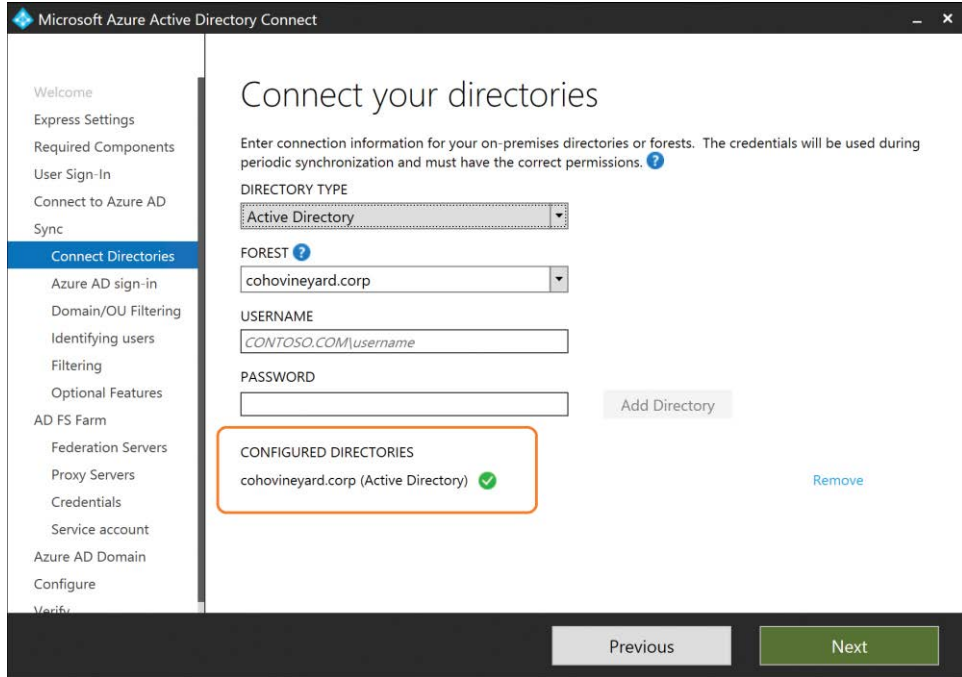 Microsoft Azure Active Directory Connect
Welcome
Express Settings
Required Components
User Sign-In
Connect to Azure AD
Sync
Connect Directories
Azure AD sign-in
Domain/OU Filtering
Identifying users
Filtering
Optional Features
AD FS Farm
Federation Servers
Proxy Servers
Credentials
Service account
Azure AD Domain
Configure
Verify
Connect your directories
Enter connection information for your on-premises directories or forests. The credentials will be used during
periodic synchronization and must have the correct permissions. ?
DIRECTORY TYPE
Active Directory
FOREST ?
cohovineyard.corp
USERNAME
CONTOSO.COM\username
PASSWORD
Add Directory
CONFIGURED DIRECTORIES
cohovineyard.corp (Active Directory)
Remove
Previous
Next